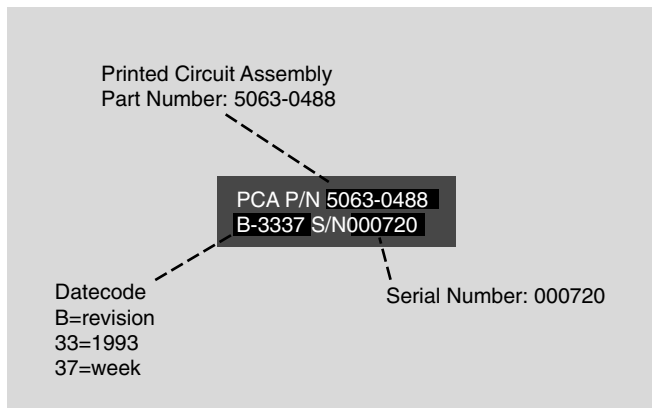 Printed Circuit Assembly
Part Number: 5063-0488
PCA P/N 5063-0488
B-3337 S/N000720
Datecode
B=revision
33=1993
37=week
Serial Number: 000720